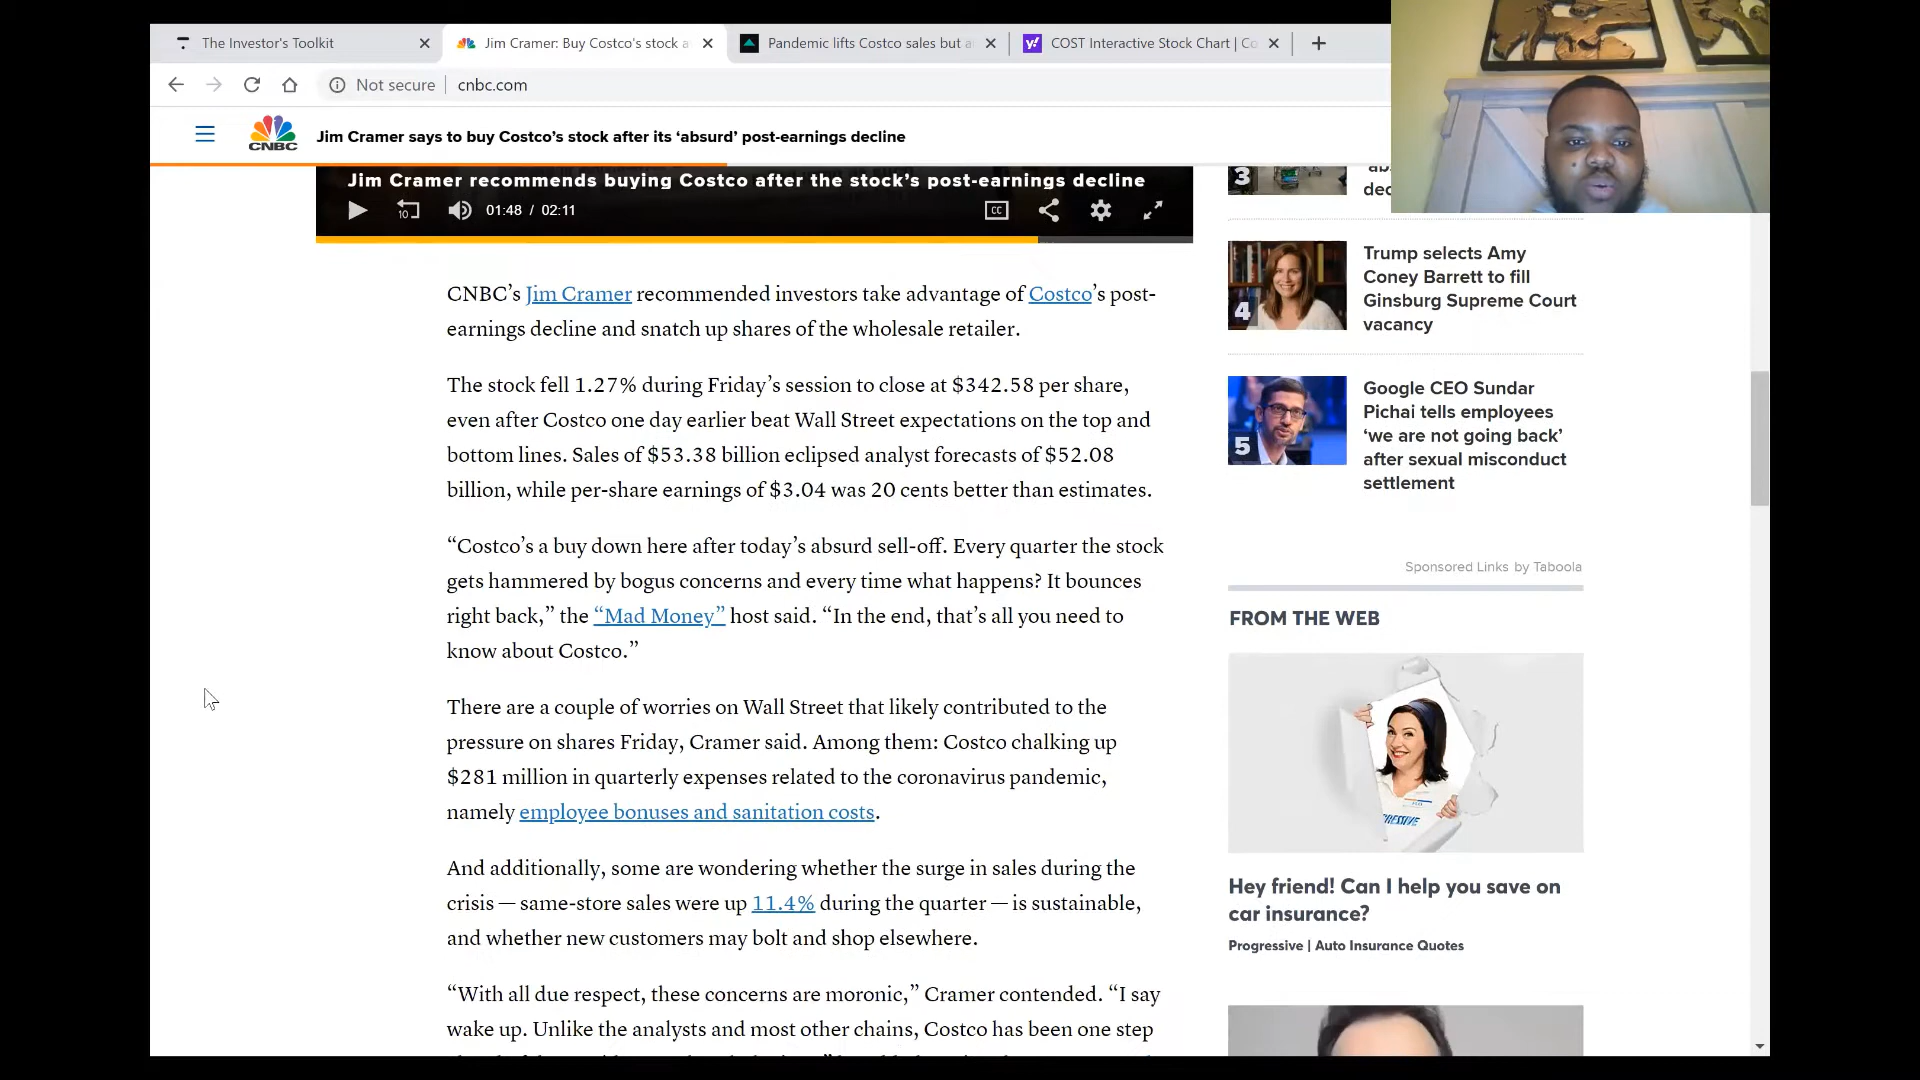 The Investor's Toolkit
Jim Cramer: Buy Costco's stock a
Pandemic lifts Costco sales but a
COST Interactive Stock Chart | Co
Not secure
cnbc.com
CNBC
Jim Cramer says to buy Costco’s stock after its ‘absurd’ post-earnings decline
Jim Cramer recommends buying Costco after the stock’s post-earnings decline
10
01:48 / 02:11
CC
CNBC’s Jim Cramer recommended investors take advantage of Costco’s post-
earnings decline and snatch up shares of the wholesale retailer.
The stock fell 1.27% during Friday’s session to close at $342.58 per share,
even after Costco one day earlier beat Wall Street expectations on the top and
bottom lines. Sales of $53.38 billion eclipsed analyst forecasts of $52.08
billion, while per-share earnings of $3.04 was 20 cents better than estimates.
“Costco’s a buy down here after today’s absurd sell-off. Every quarter the stock
gets hammered by bogus concerns and every time what happens? It bounces
right back,” the “Mad Money” host said. “In the end, that’s all you need to
know about Costco.”
There are a couple of worries on Wall Street that likely contributed to the
pressure on shares Friday, Cramer said. Among them: Costco chalking up
$281 million in quarterly expenses related to the coronavirus pandemic,
namely employee bonuses and sanitation costs.
And additionally, some are wondering whether the surge in sales during the
crisis — same-store sales were up 11.4% during the quarter — is sustainable,
and whether new customers may bolt and shop elsewhere.
“With all due respect, these concerns are moronic,” Cramer contended. “I say
wake up. Unlike the analysts and most other chains, Costco has been one step
3
4
Trump selects Amy
Coney Barrett to fill
Ginsburg Supreme Court
vacancy
5
Google CEO Sundar
Pichai tells employees
‘we are not going back’
after sexual misconduct
settlement
Sponsored Links by Taboola
FROM THE WEB
Hey friend! Can I help you save on
car insurance?
Progressive | Auto Insurance Quotes